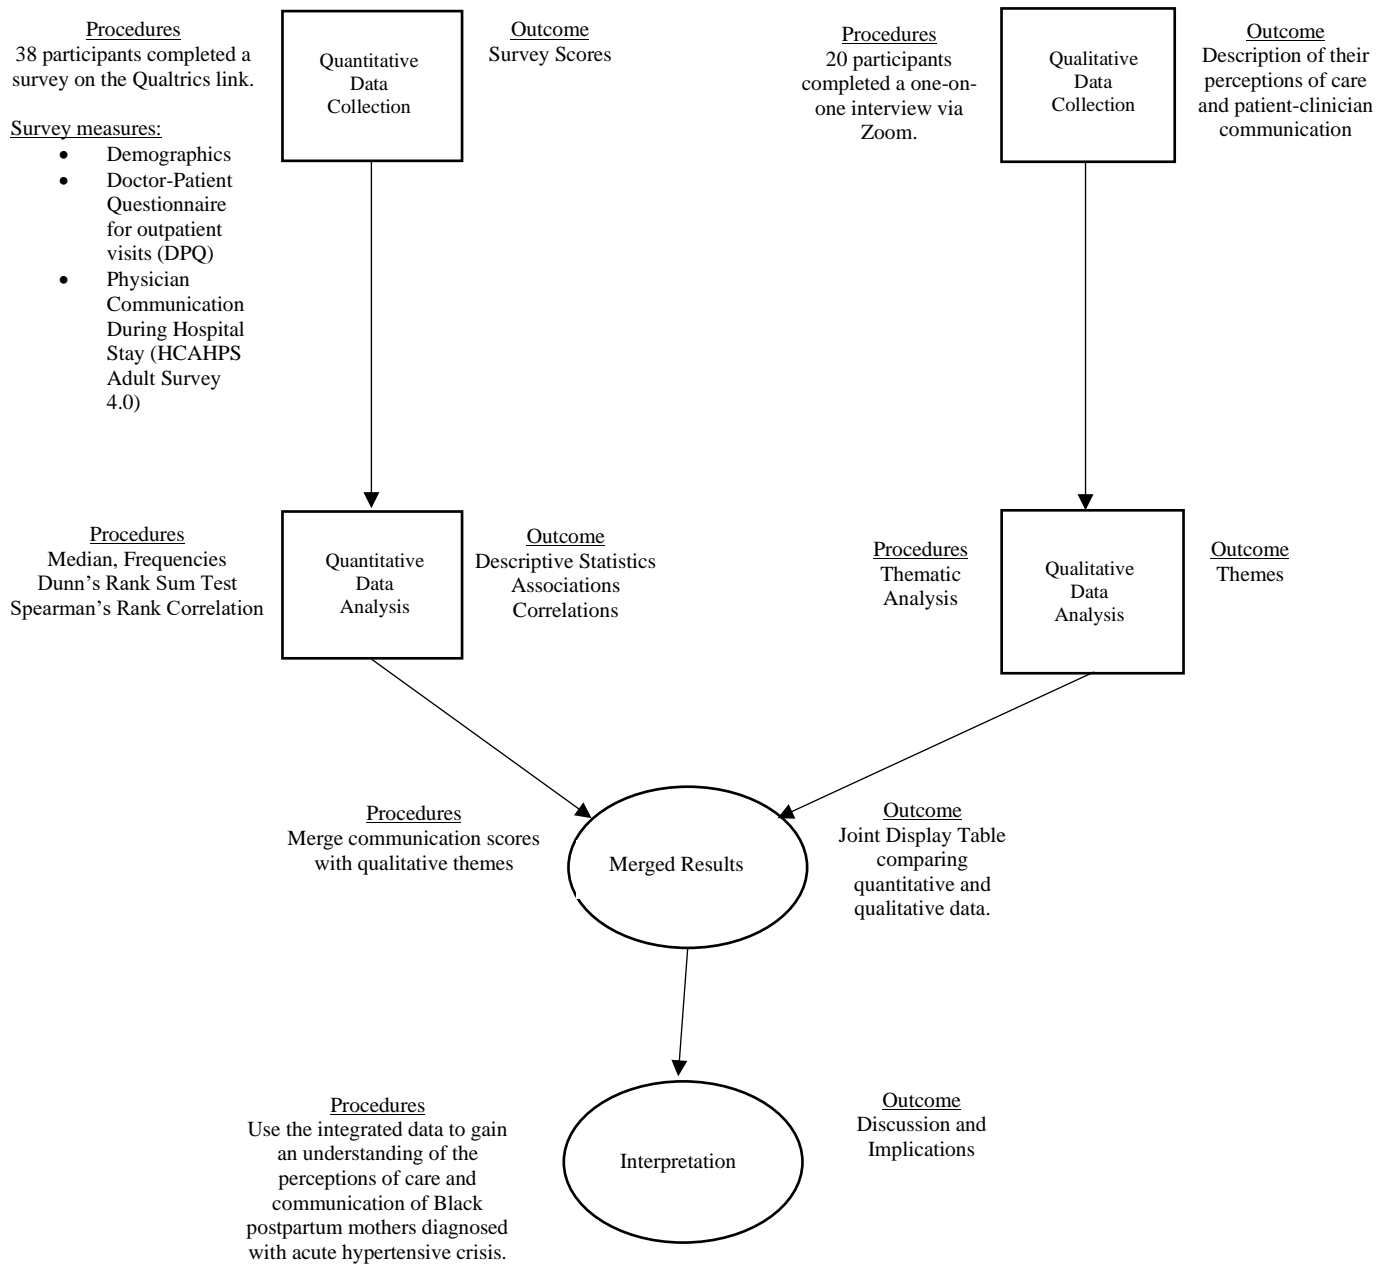 Procedures
38 participants completed a
survey on the Qualtrics link.
Survey measures:
• Demographics
• Doctor-Patient
Questionnaire
for outpatient
visits (DPQ)
• Physician
Communication
During Hospital
Stay (HCAHPS
Adult Survey
4.0)
Quantitative
Data
Collection
Outcome
Survey Scores
Procedures
20 participants
completed a one-on-
one interview via
Zoom.
Qualitative
Data
Collection
Outcome
Description of their
perceptions of care
and patient-clinician
communication
Procedures
Median, Frequencies
Dunn's Rank Sum Test
Spearman's Rank Correlation
Quantitative
Data
Analysis
Outcome
Descriptive Statistics
Associations
Correlations
Procedures
Thematic
Analysis
Qualitative
Data
Analysis
Outcome
Themes
Procedures
Merge communication scores
with qualitative themes
Merged Results
Outcome
Joint Display Table
comparing
quantitative and
qualitative data.
Procedures
Use the integrated data to gain
an understanding of the
perceptions of care and
communication of Black
postpartum mothers diagnosed
with acute hypertensive crisis.
Interpretation
Outcome
Discussion and
Implications